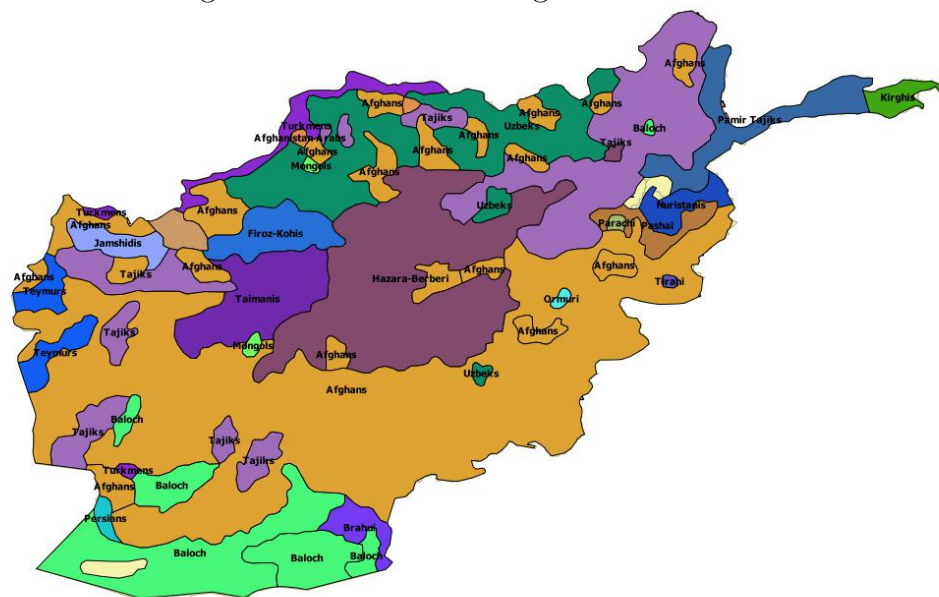 Afghans
Kirghis
Afghans
Afghans
Afghans
Tajiks
Uzbeks
Pamir Tajiks
Turkmens
Baloch
Afghanistan Arabs
Afghans
Tajiks
Afghans
Mongols
Afghans
Afghans
Afghans
Uzbeks
Nuristanis
Turkmens
Afghans
Afghans
Parachi
Pashai
Firoz-Kohis
Jamshidis
Afghans
Tajiks
Afghans
Hazara-Berberi
Afghans
Afghans
Tirahi
Teymurs
Taimanis
Ormuri
Tajiks
Afghans
Mongols
Teymurs
Afghans
Uzbeks
Afghans
Baloch
Tajiks
Tajiks
Tajiks
Turkmens
Afghans
Baloch
Persians
Brahui
Baloch
Baloch
Baloch